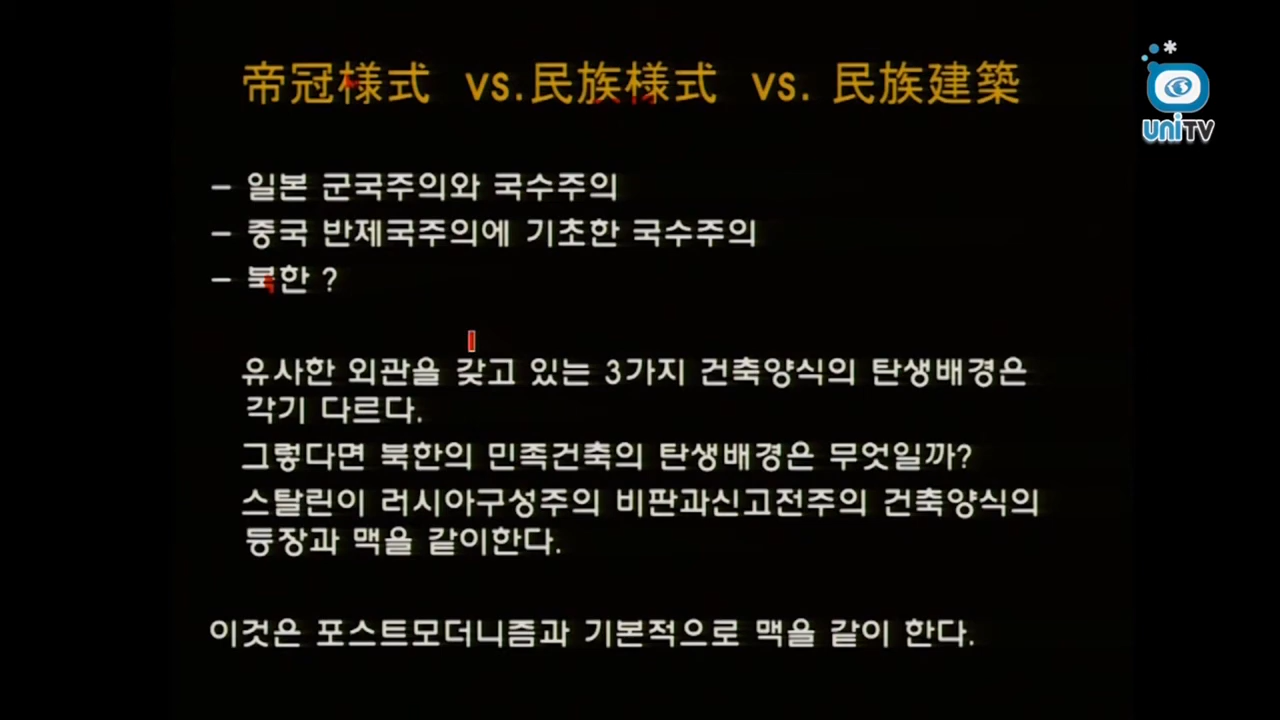 帝冠様式 vs.民族様式 vs. 民族建築
UNiTV
– 일본 군국주의와 국수주의
– 중국 반제국주의에 기초한 국수주의
– 북한 ?
유사한 외관을 갖고 있는 3가지 건축양식의 탄생배경은
각기 다르다.
그렇다면 북한의 민족건축의 탄생배경은 무엇일까?
스탈린이 러시아구성주의 비판과신고전주의 건축양식의
등장과 맥을 같이한다.
이것은 포스트모더니즘과 기본적으로 맥을 같이 한다.